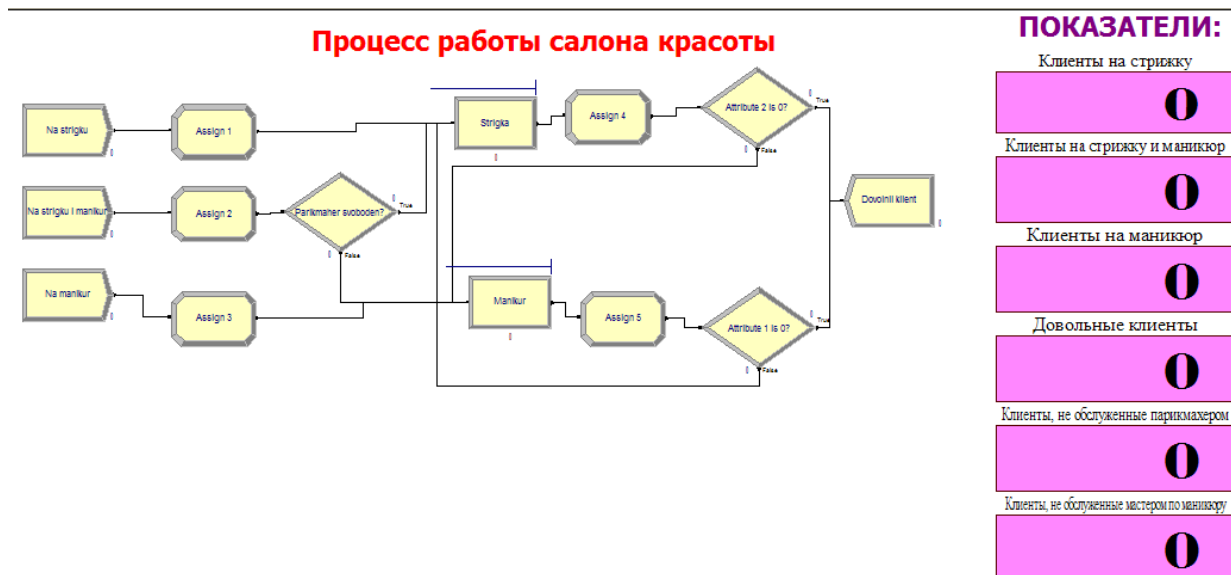 Процесс работы салона красоты
Na strigku
Assign 1
Strigka
Assign 4
Attribute 2 is 0?
True
False
Na strigku i manikur
Assign 2
Parikmaher svoboden?
True
False
Dovolnii klient
Na manikur
Assign 3
Manikur
Assign 5
Attribute 1 is 0?
True
False
ПОКАЗАТЕЛИ:
Клиенты на стрижку
0
Клиенты на стрижку и маникюр
0
Клиенты на маникюр
0
Довольные клиенты
0
Клиенты, не обслуженные парикмахером
0
Клиенты, не обслуженные мастером по маникюру
0